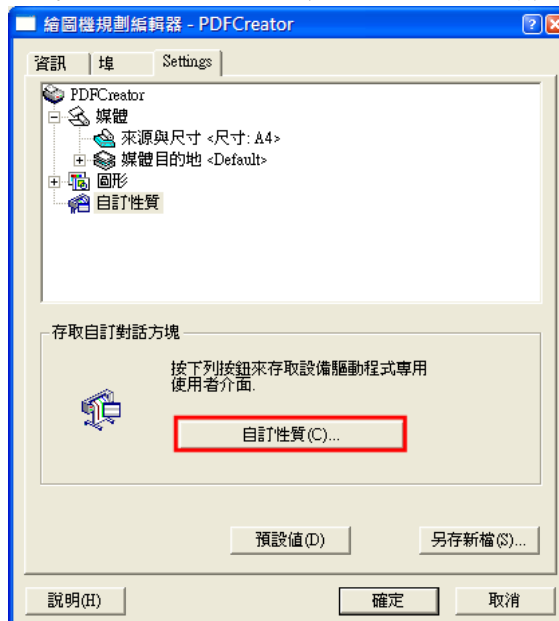 繪圖機規劃編輯器 - PDFCreator
資訊 埠 Settings
PDFCreator
媒體
來源與尺寸 <尺寸: A4>
媒體目的地 <Default>
圖形
自訂性質
存取自訂對話方塊
按下列按鈕來存取設備驅動程式專用
使用者介面.
自訂性質(C)...
預設值(D) 另存新檔(S)...
說明(H) 確定 取消